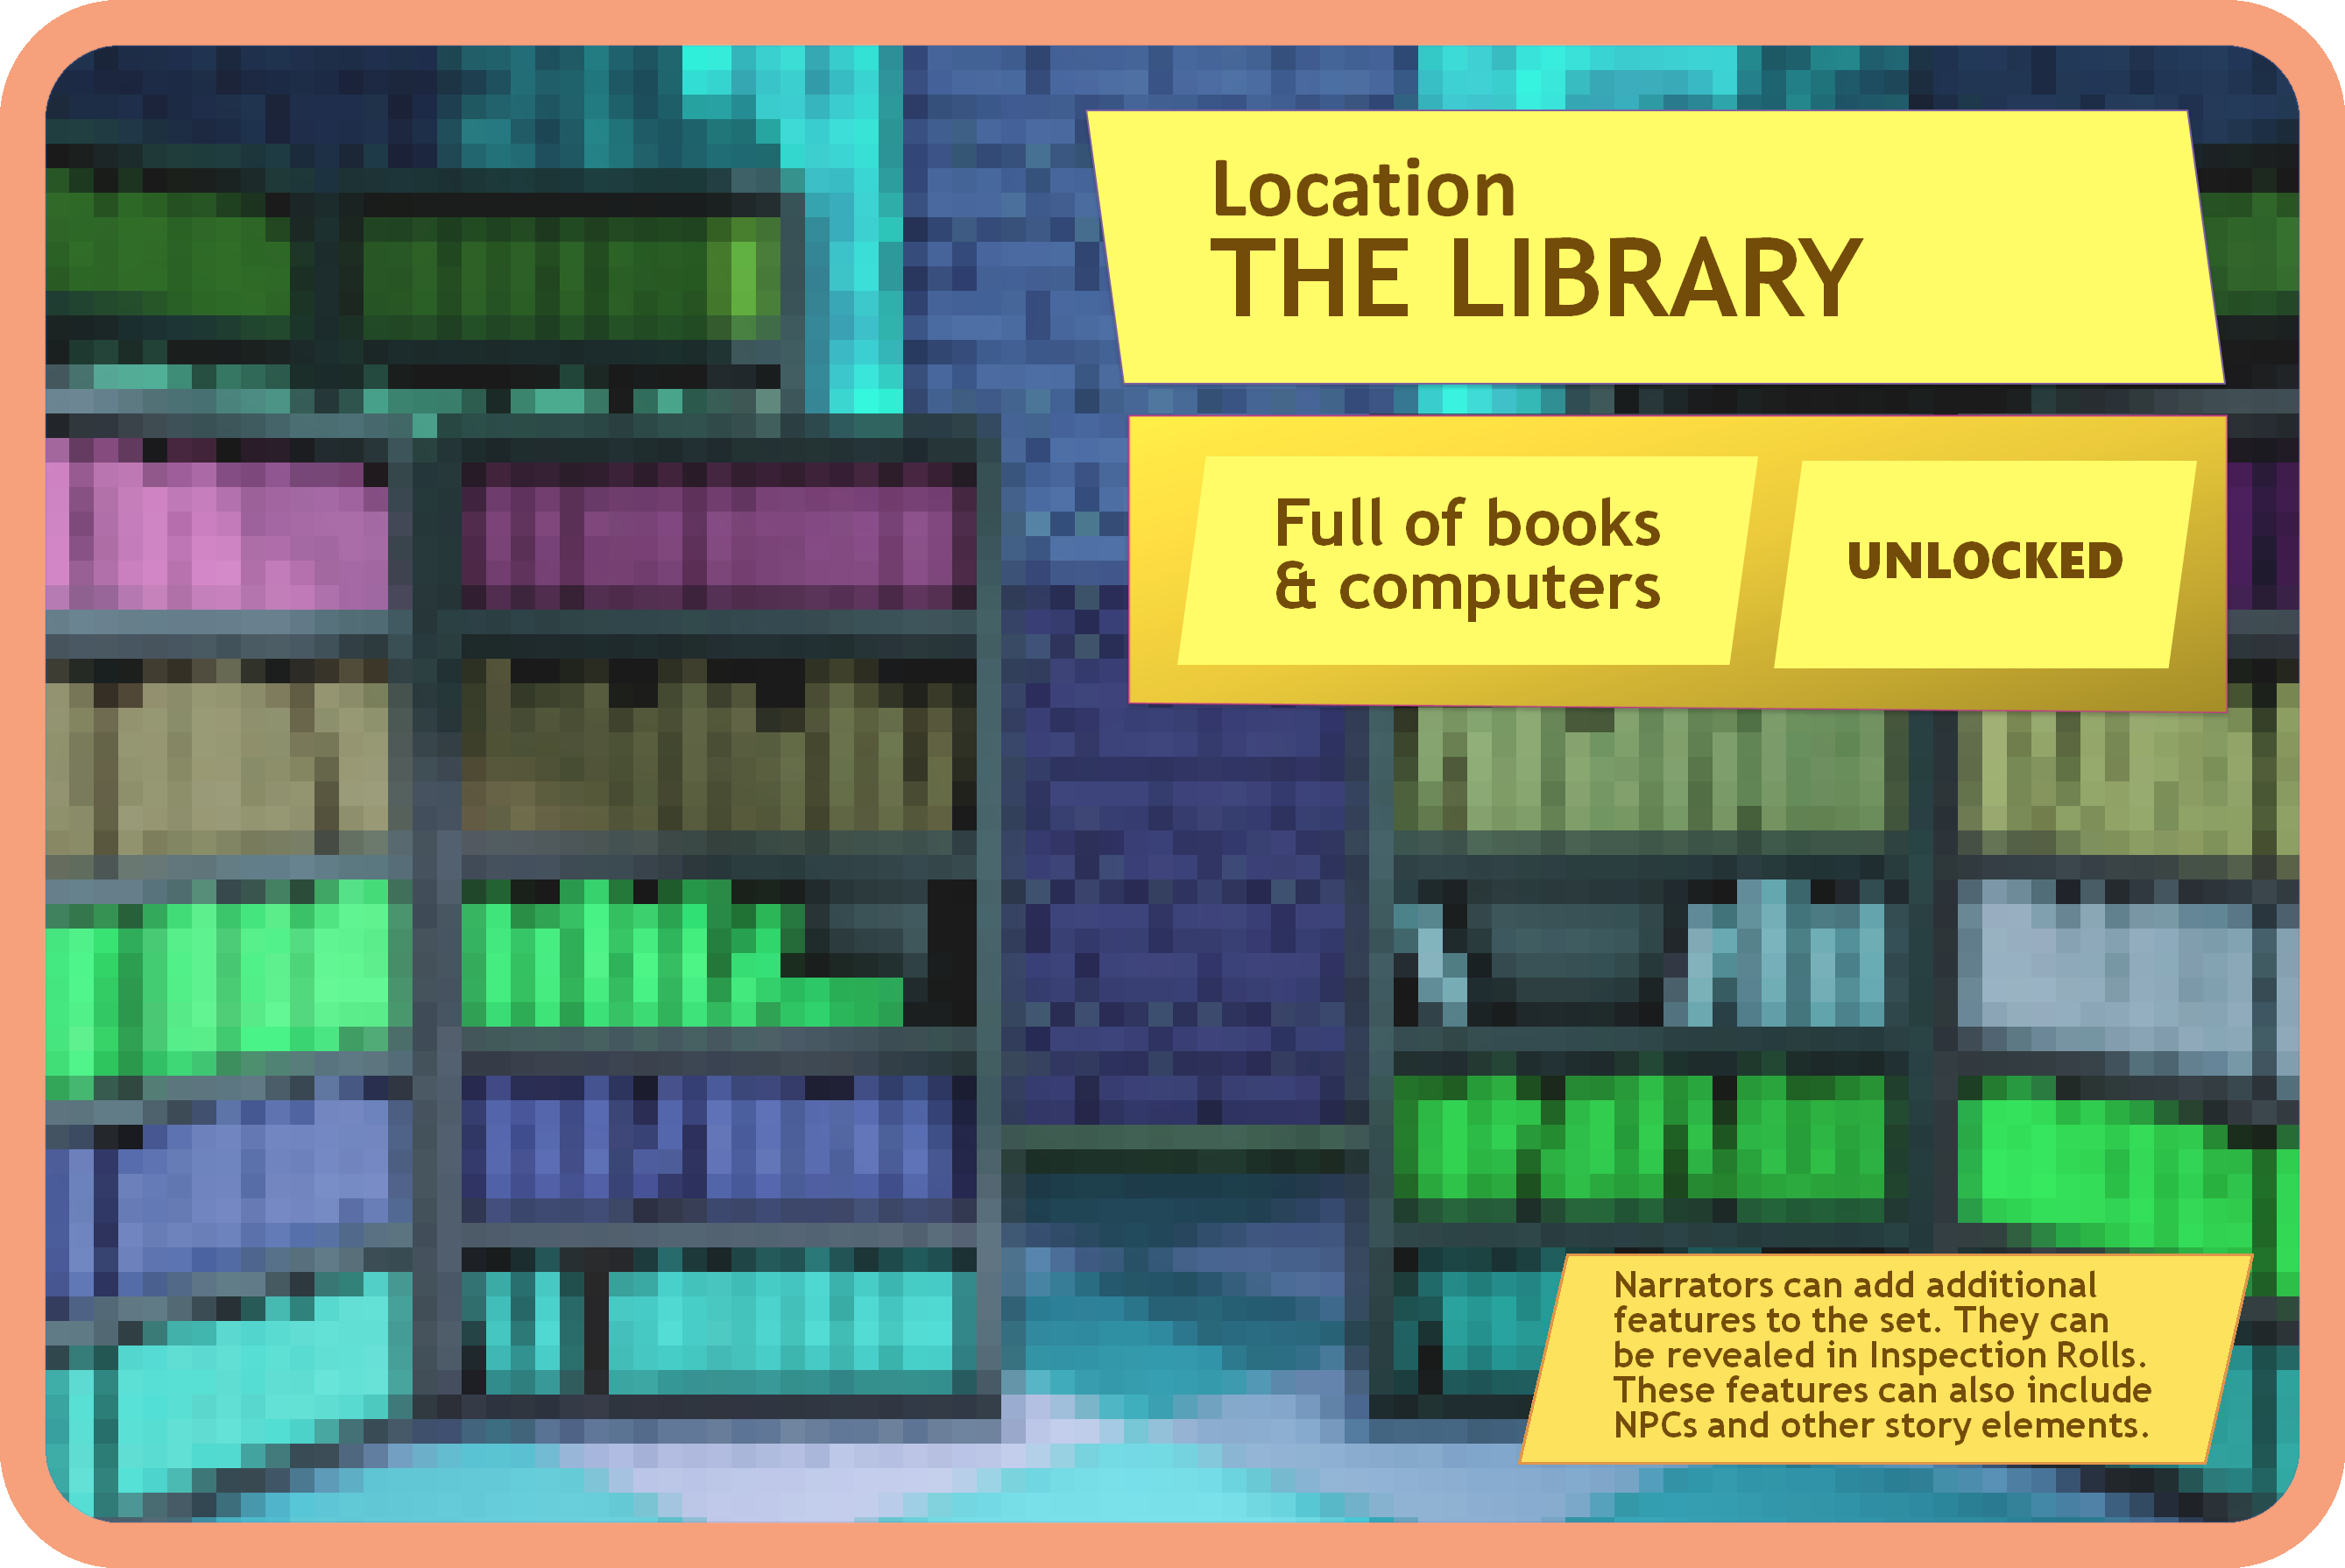 Location
THE LIBRARY
Full of books
& computers
UNLOCKED
Narrators can add additional
features to the set. They can
be revealed in Inspection Rolls.
These features can also include
NPCs and other story elements.